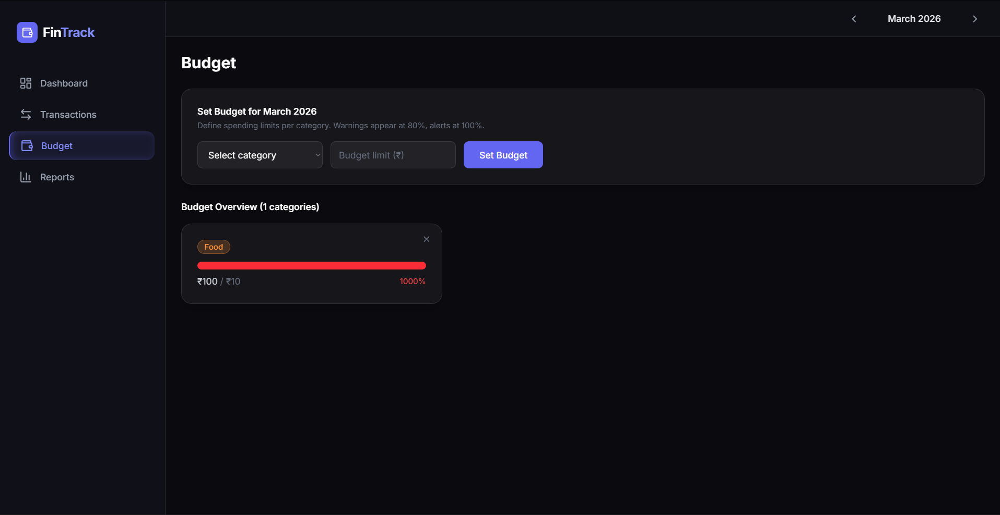 FinTrack
March 2026
Dashboard
Transactions
Budget
Reports
Budget
Set Budget for March 2026
Define spending limits per category. Warnings appear at 80%, alerts at 100%.
Select category
Budget limit (₹)
Set Budget
Budget Overview (1 categories)
Food
₹100 / ₹10
1000%